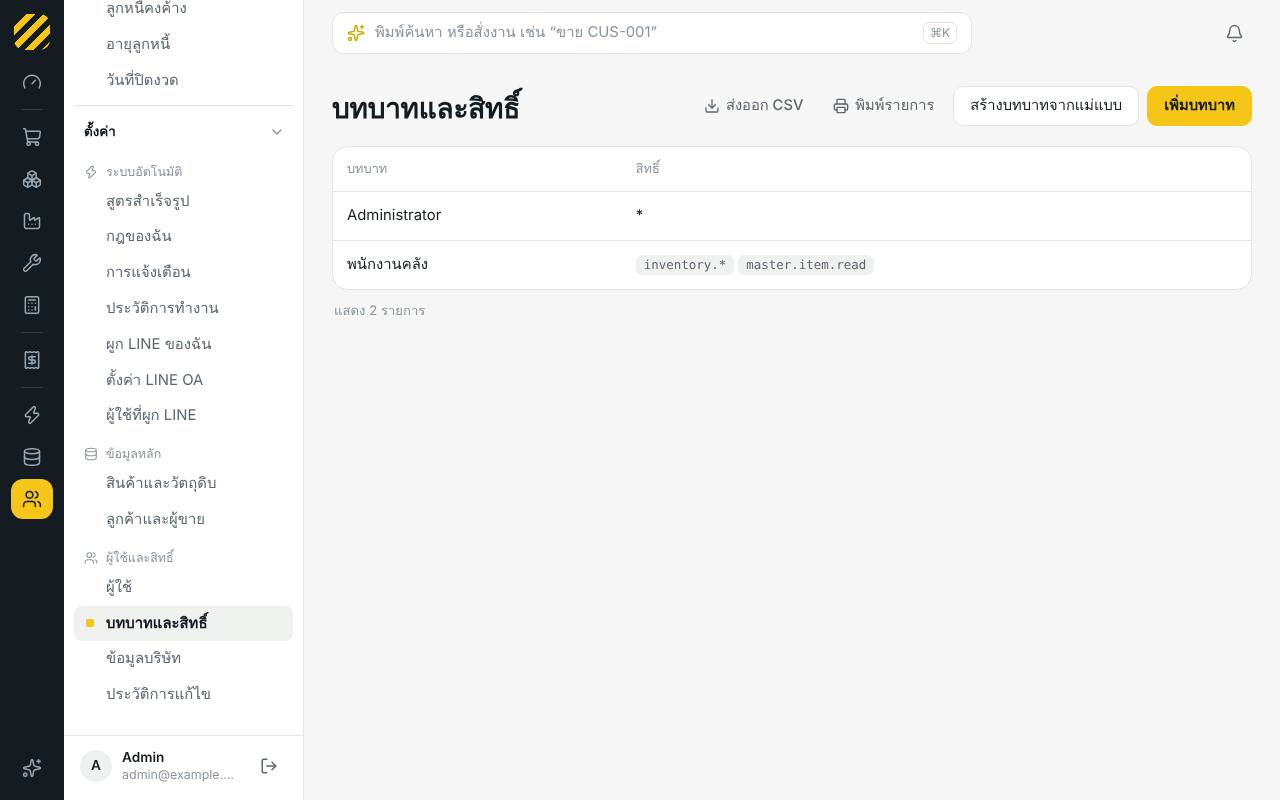 ลูกหนี้คงค้าง
อายุลูกหนี้
วันที่ปิดงวด
ตั้งค่า
ระบบอัตโนมัติ
สูตรสำเร็จรูป
กฎของฉัน
การแจ้งเตือน
ประวัติการทำงาน
ผูก LINE ของฉัน
ตั้งค่า LINE OA
ผู้ใช้ที่ผูก LINE
ข้อมูลหลัก
สินค้าและวัตถุดิบ
ลูกค้าและผู้ขาย
ผู้ใช้และสิทธิ์
ผู้ใช้
บทบาทและสิทธิ์
ข้อมูลบริษัท
ประวัติการแก้ไข
A
Admin
admin@example....
พิมพ์ค้นหา หรือสั่งงาน เช่น “ขาย CUS-001”
⌘K
บทบาทและสิทธิ์
ส่งออก CSV
พิมพ์รายการ
สร้างบทบาทจากแม่แบบ
เพิ่มบทบาท
บทบาท สิทธิ์
Administrator *
พนักงานคลัง inventory.* master.item.read
แสดง 2 รายการ